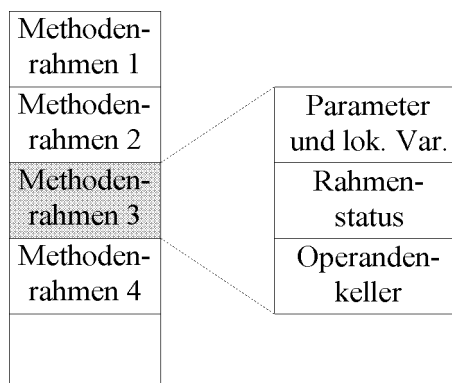 Methoden-
rahmen 1
Methoden-
rahmen 2
Methoden-
rahmen 3
Methoden-
rahmen 4
Parameter
und lok. Var.
Rahmen-
status
Operanden-
keller